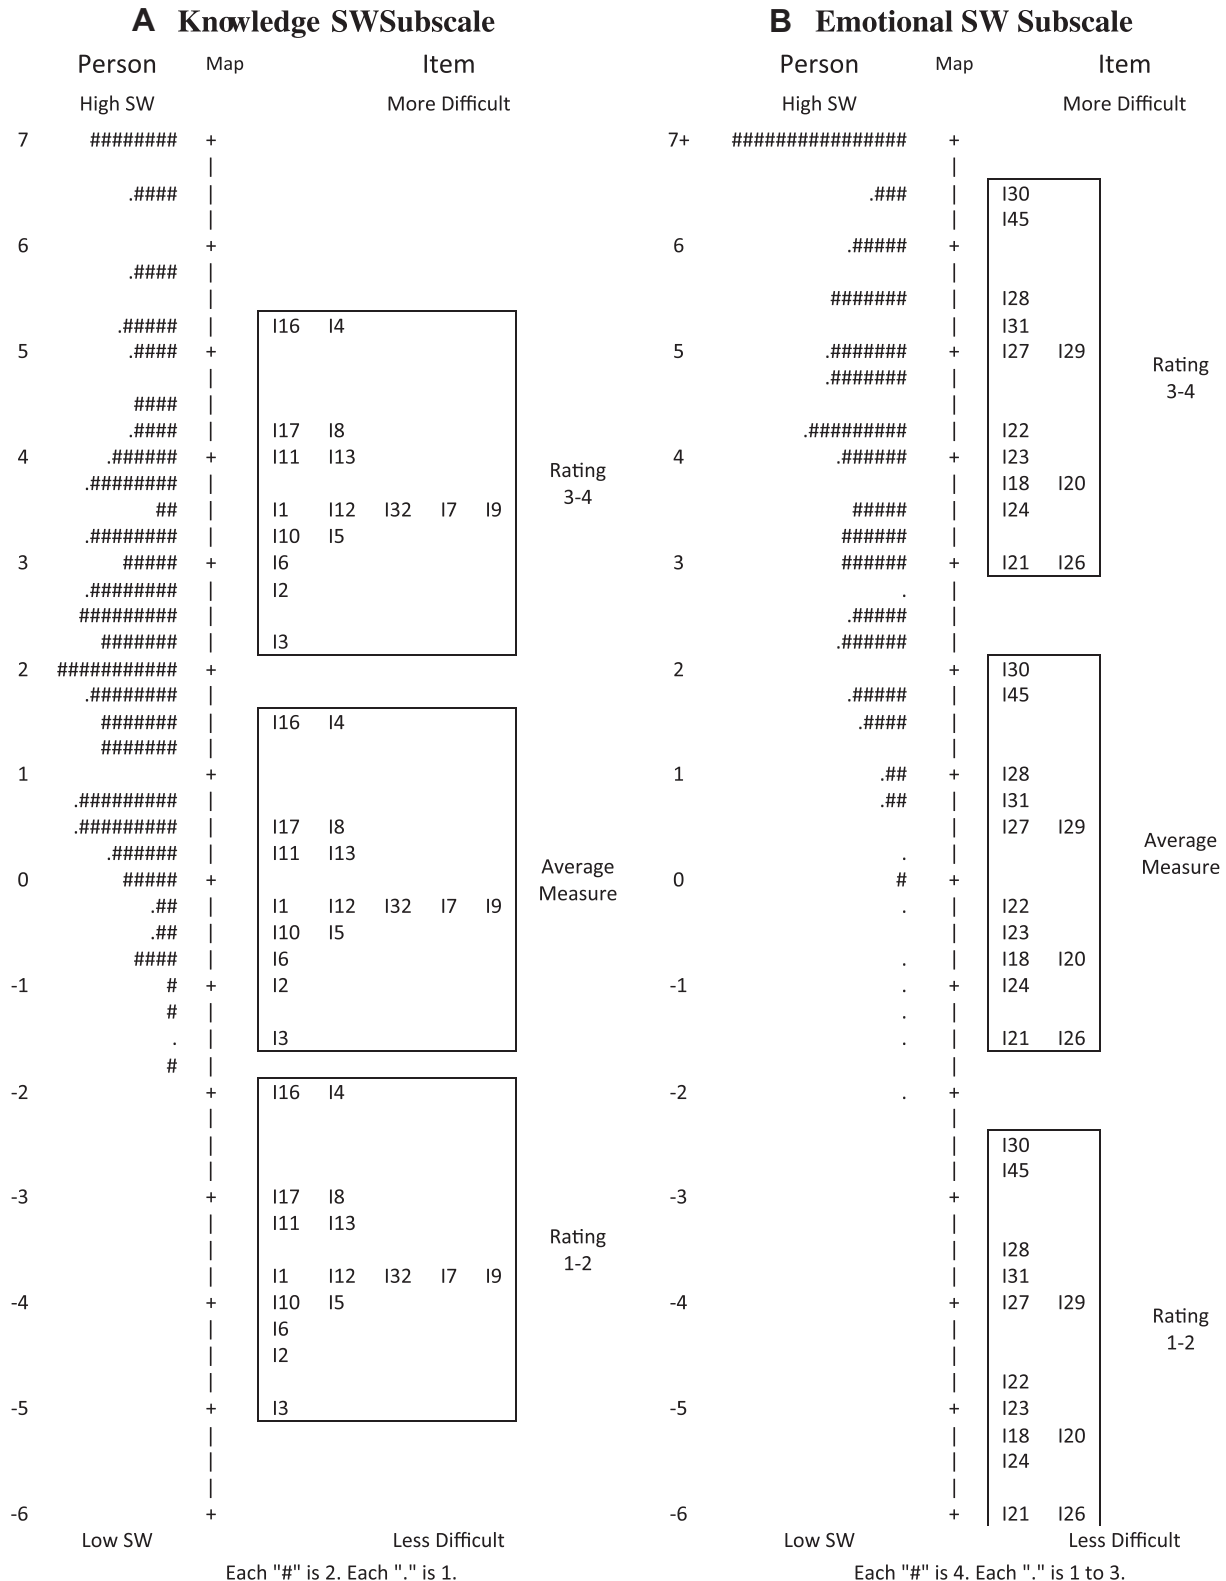 A Knowledge SWSubscale
Person Map Item
High SW More Difficult
7 ######## +
|
.#### |
|
6 +
.#### |
|
.##### | I16 I4
5 .#### +
|
#### |
.#### | I17 I8
4 .###### + I11 I13
.######## |
Rating
3-4
## | I1 I12 I32 I7 I9
.######## | I10 I5
3 ##### + I6
.######## | I2
######### |
####### | I3
2 ########### +
.######## |
####### | I16 I4
####### |
1 +
.######### |
.######### | I17 I8
.###### | I11 I13
0 ##### +
Average
Measure
.## | I1 I12 I32 I7 I9
.## | I10 I5
#### | I6
-1 # + I2
# |
. | I3
# |
-2 + I16 I4
|
|
|
-3 + I17 I8
| I11 I13
|
Rating
1-2
| I1 I12 I32 I7 I9
-4 + I10 I5
| I6
| I2
|
-5 + I3
|
|
|
-6 +
Low SW Less Difficult
Each "#" is 2. Each "." is 1.
B Emotional SW Subscale
Person Map Item
High SW More Difficult
7+ ################ +
|
.### | I30
| I45
6 .##### +
|
####### | I28
| I31
5 .####### + I27 I29
.####### |
Rating
3-4
|
.######### | I22
4 .###### + I23
| I18 I20
##### | I24
###### |
3 ###### + I21 I26
. |
.##### |
.###### |
2 + I30
.##### | I45
.#### |
|
1 .## + I28
.## | I31
| I27 I29
. |
Average
Measure
0 # +
. | I22
| I23
. | I18 I20
-1 . + I24
. |
. | I21 I26
|
-2 . +
|
| I30
| I45
-3 +
|
| I28
| I31
-4 + I27 I29
|
Rating
1-2
|
| I22
-5 + I23
| I18 I20
| I24
|
-6 + I21 I26
Low SW Less Difficult
Each "#" is 4. Each "." is 1 to 3.